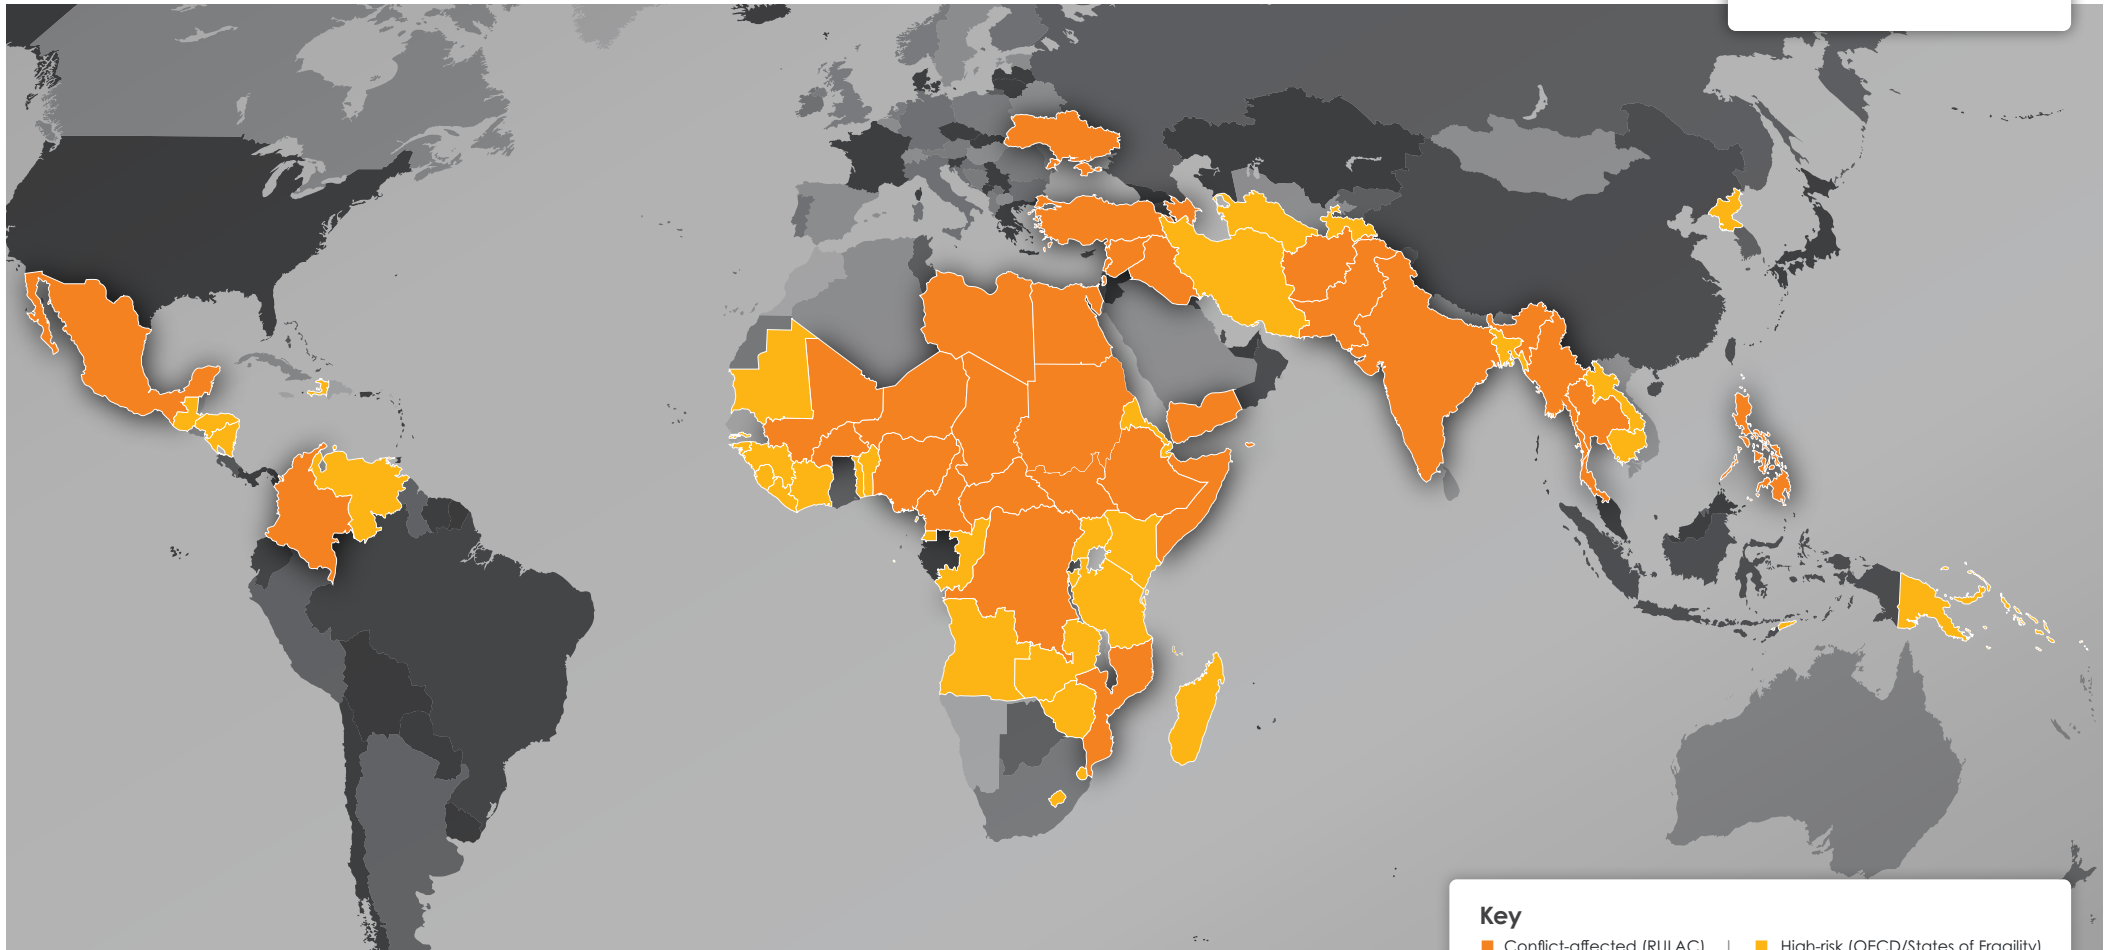 Key
Conflict-affected (RULAC) | High-risk (OECD/States of Fragility)